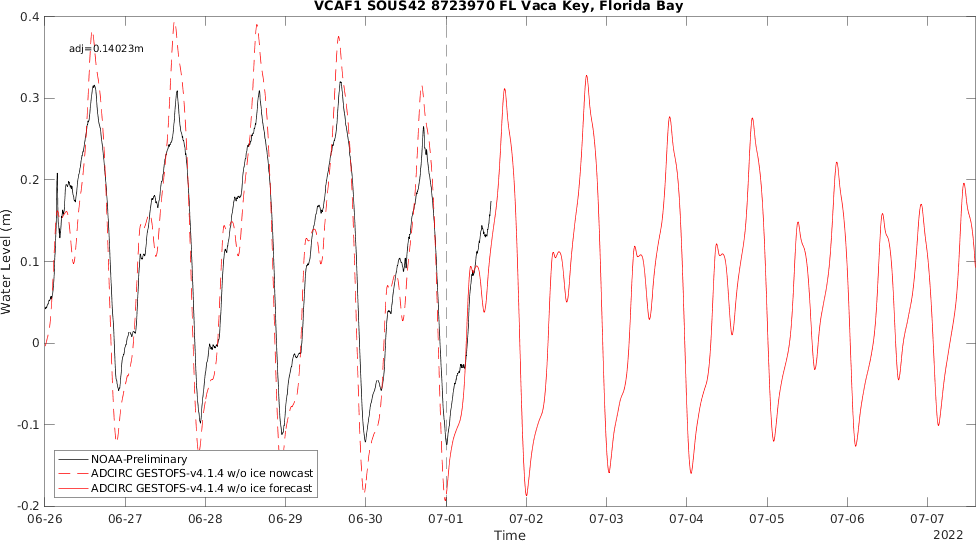 VCAF1 SOUS42 8723970 FL Vaca Key, Florida Bay
adj=0.14023m
0.4
0.3
0.2
0.1
0
-0.1
-0.2
Water Level (m)
NOAA-Preliminary
ADCIRC GESTOFS-v4.1.4 w/o ice nowcast
ADCIRC GESTOFS-v4.1.4 w/o ice forecast
06-26 06-27 06-28 06-29 06-30 07-01 07-02 07-03 07-04 07-05 07-06 07-07
Time
2022